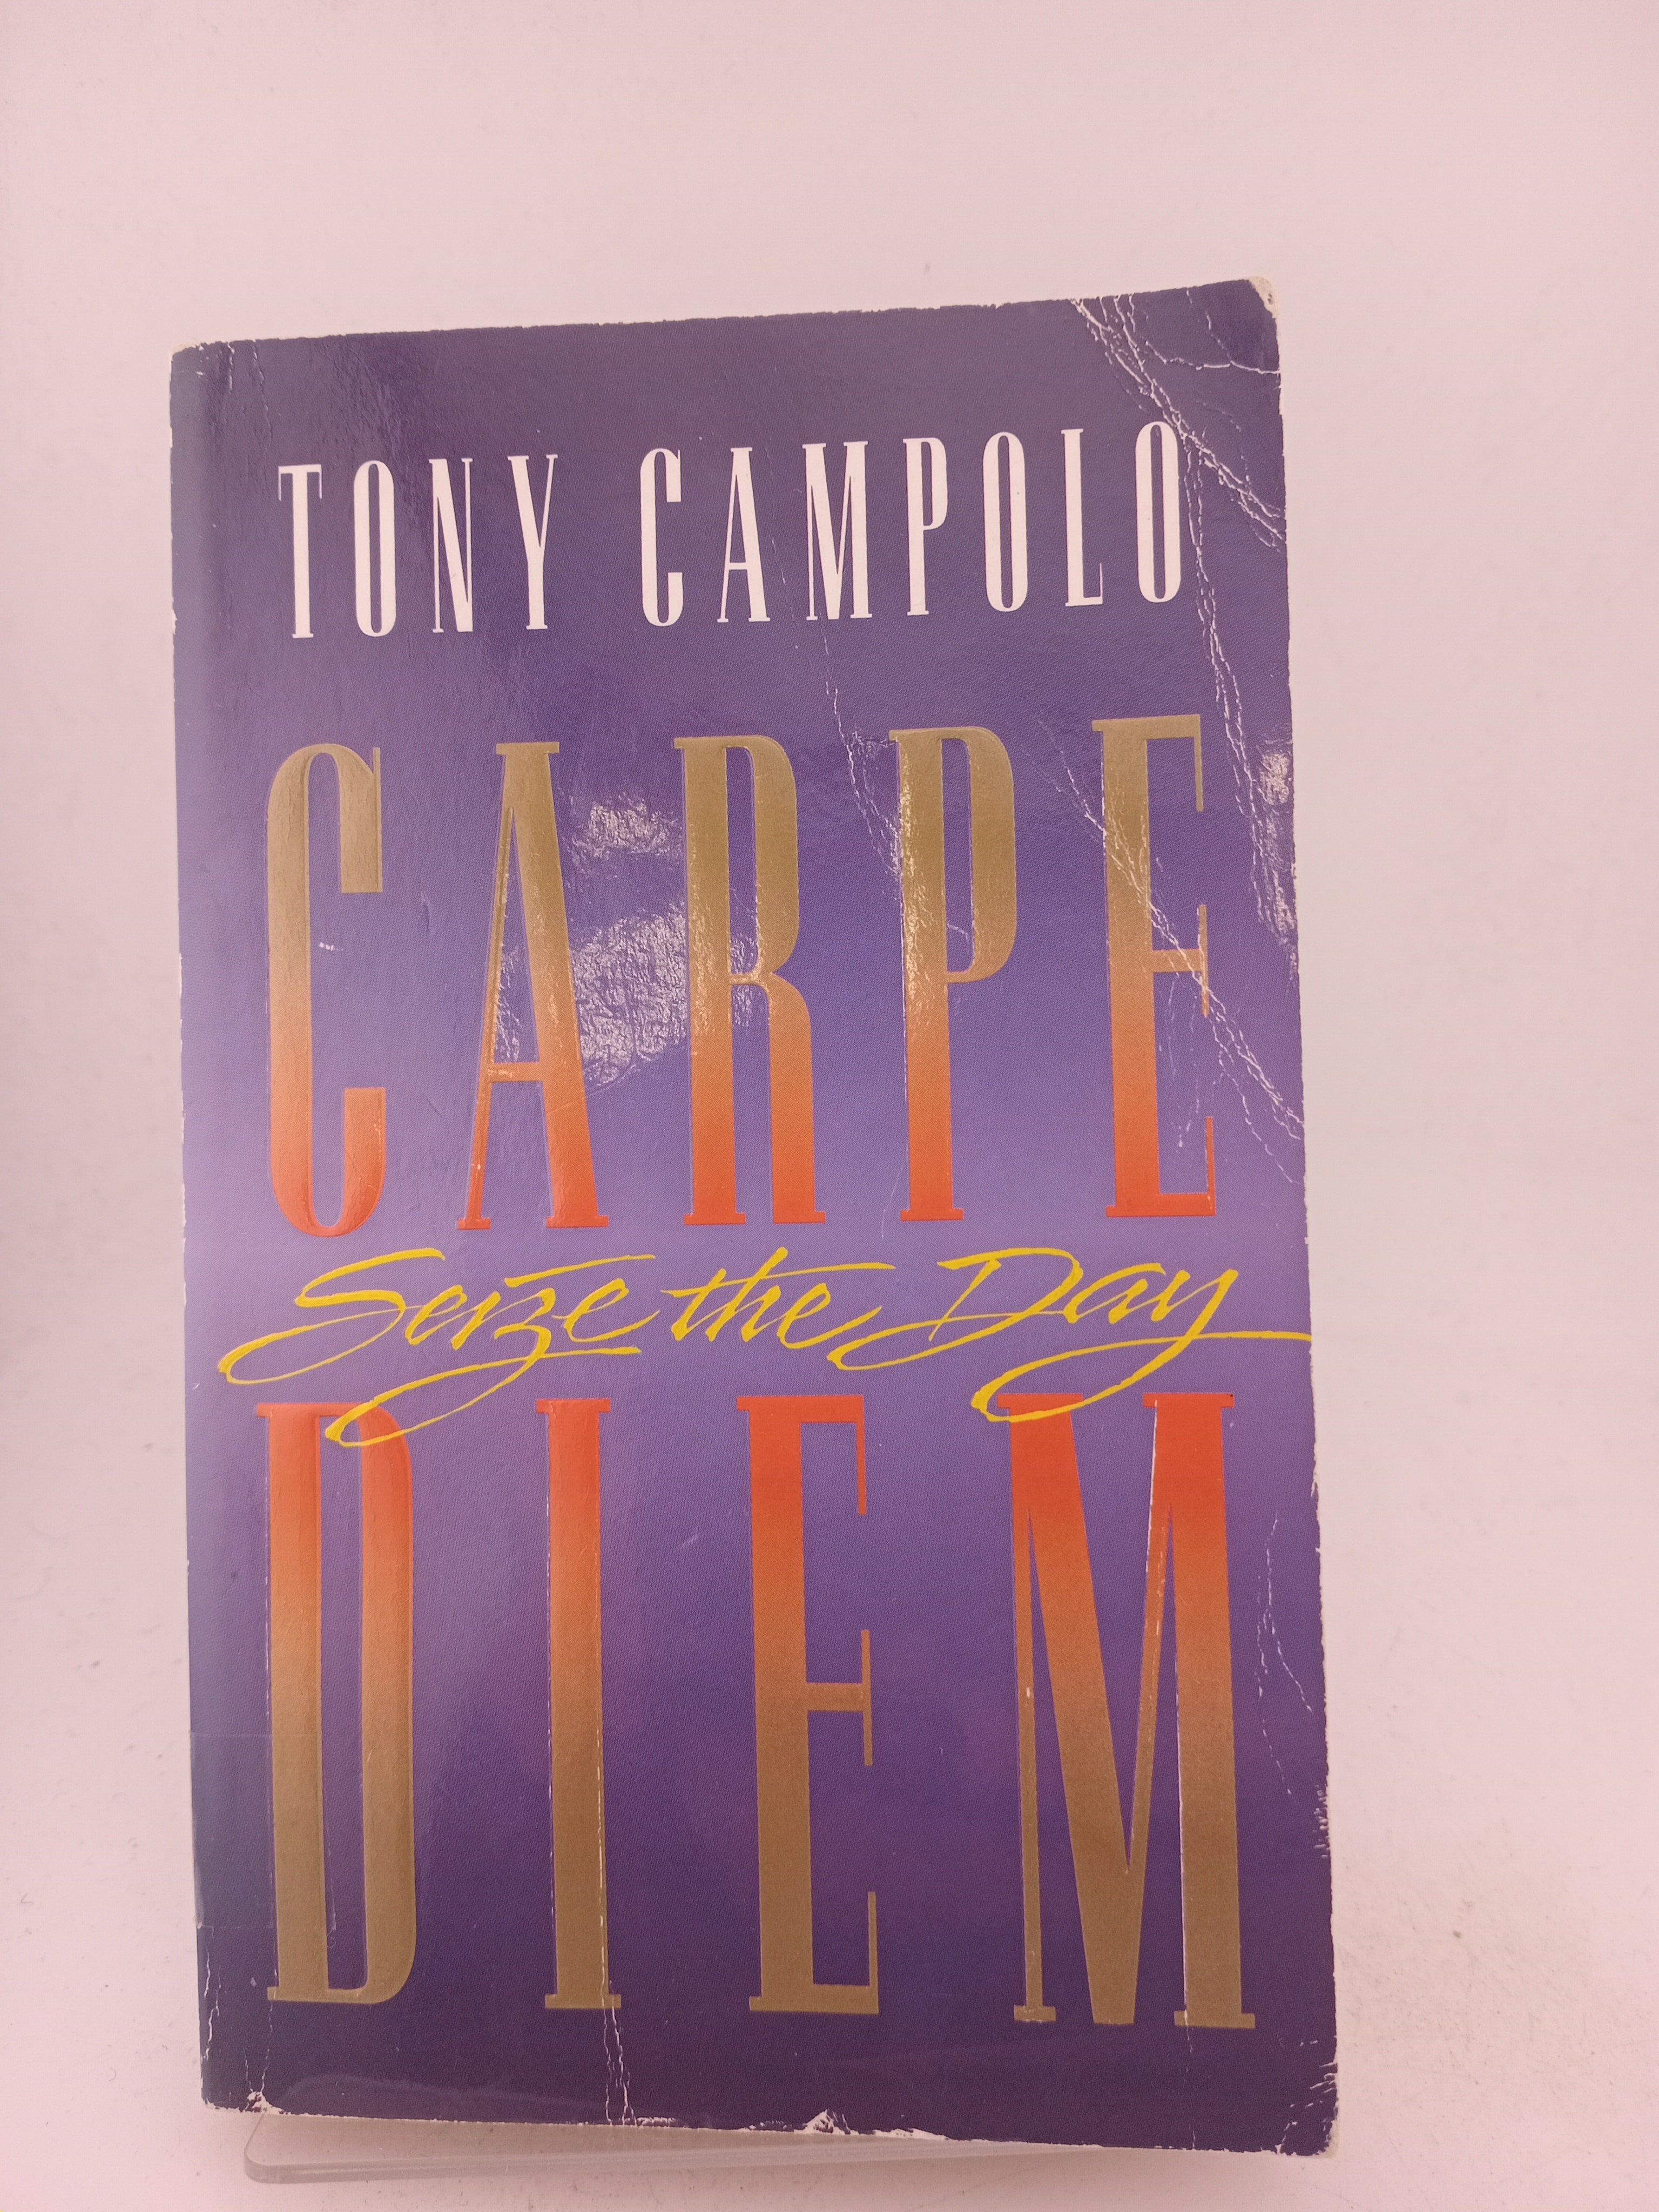 TONY CAMPOLO
CARPE
Seize the Day
DIEM